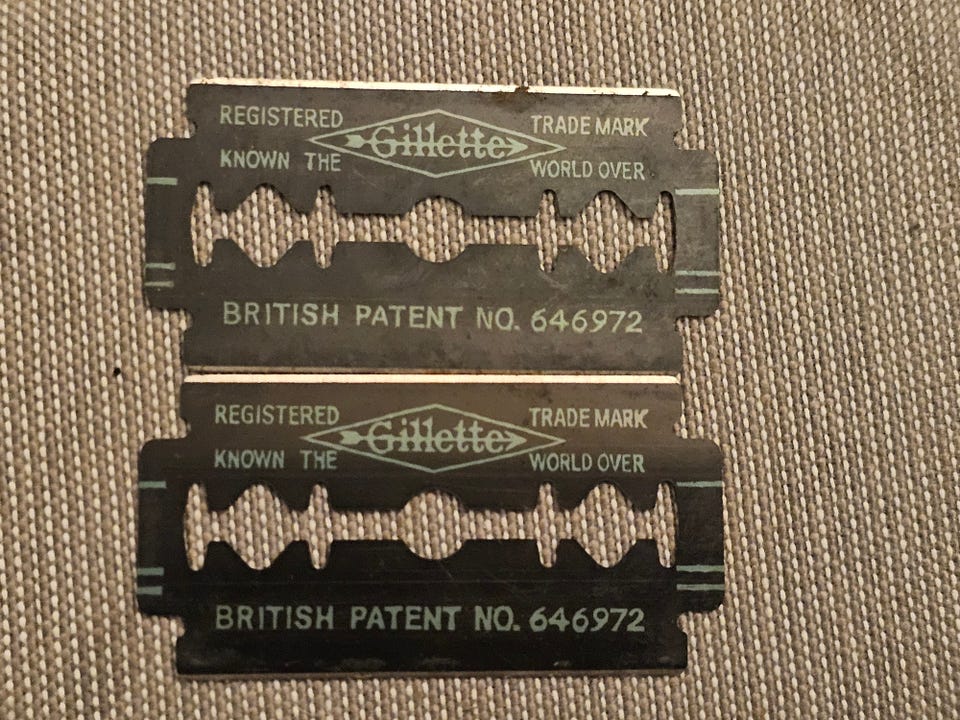 REGISTERED Gillette TRADE MARK
KNOWN THE WORLD OVER
BRITISH PATENT NO. 646972
REGISTERED Gillette TRADE MARK
KNOWN THE WORLD OVER
BRITISH PATENT NO. 646972